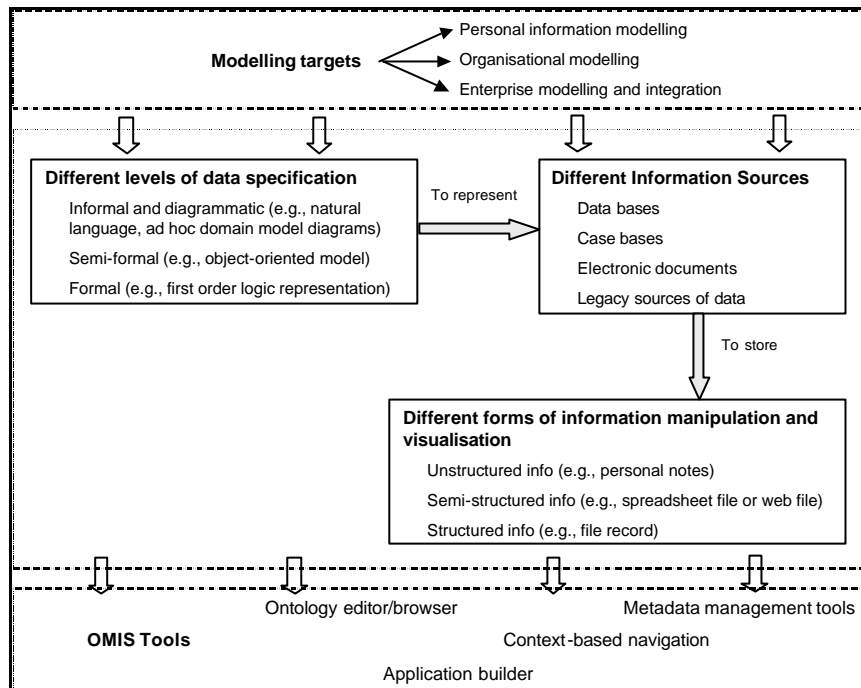 Personal information modelling
Modelling targets
Organisational modelling
Enterprise modelling and integration
Different levels of data specification
Informal and diagrammatic (e.g., natural
language, ad hoc domain model diagrams)
Semi-formal (e.g., object-oriented model)
Formal (e.g., first order logic representation)
To represent
Different Information Sources
Data bases
Case bases
Electronic documents
Legacy sources of data
To store
Different forms of information manipulation and
visualisation
Unstructured info (e.g., personal notes)
Semi-structured info (e.g., spreadsheet file or web file)
Structured info (e.g., file record)
Ontology editor/browser
Metadata management tools
OMIS Tools
Context-based navigation
Application builder